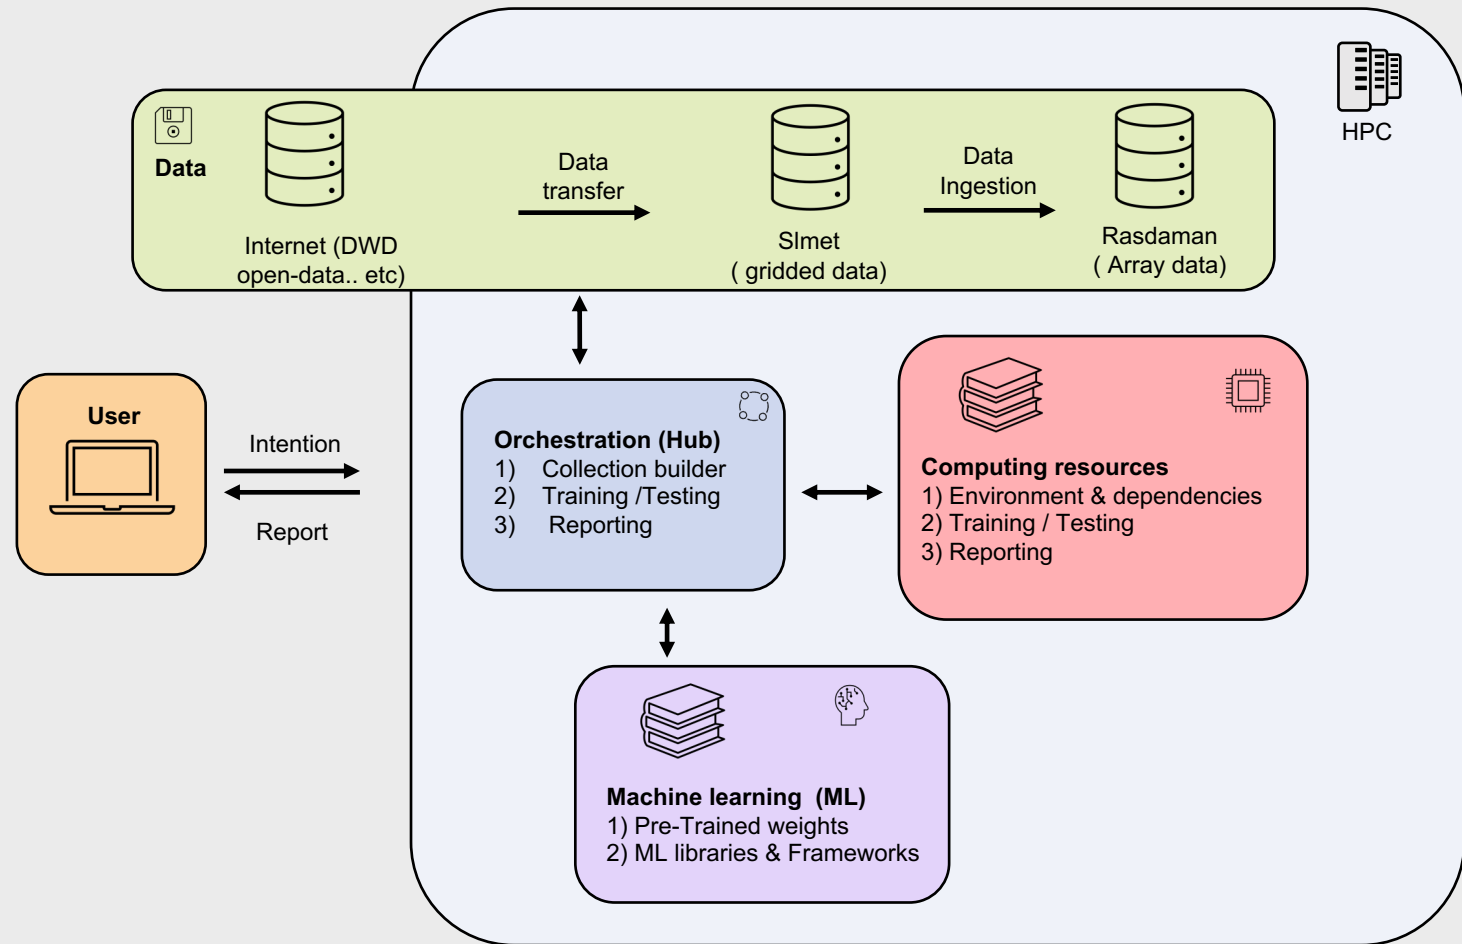 HPC
Data
Internet (DWD
open-data.. etc)
Data
transfer
SImet
( gridded data)
Data
Ingestion
Rasdaman
( Array data)
User
Intention
Report
Orchestration (Hub)
1) Collection builder
2) Training /Testing
3) Reporting
Computing resources
1) Environment & dependencies
2) Training / Testing
3) Reporting
Machine learning (ML)
1) Pre-Trained weights
2) ML libraries & Frameworks